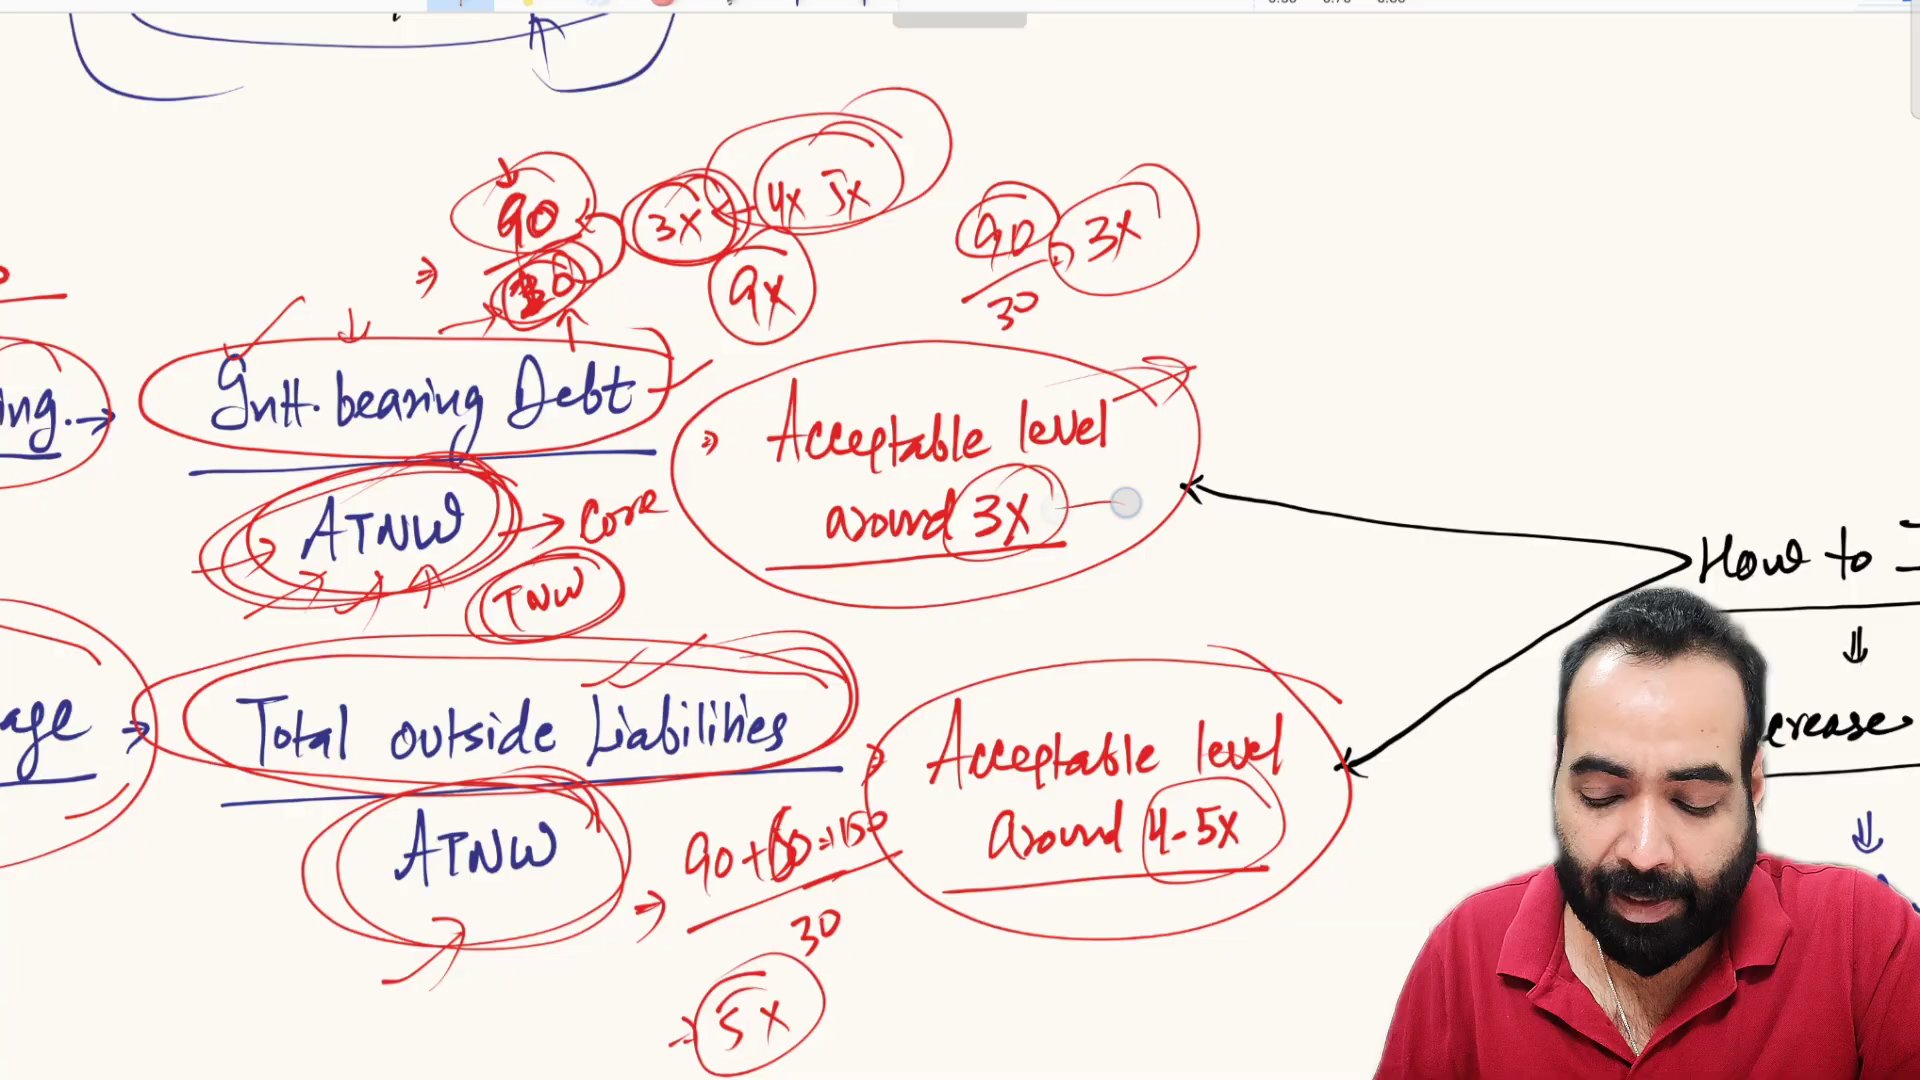 90
3x
4x 5x
9x
90
3x
30
ing. →
Intt. bearing Debt
ATNW → Core
TNW
⇒ Acceptable level
around 3x
How to
Total outside Liabilities
ATNW
⇒ Acceptable level
around 4-5x
age →
crease
→ 90+60=150
30
→ 5x